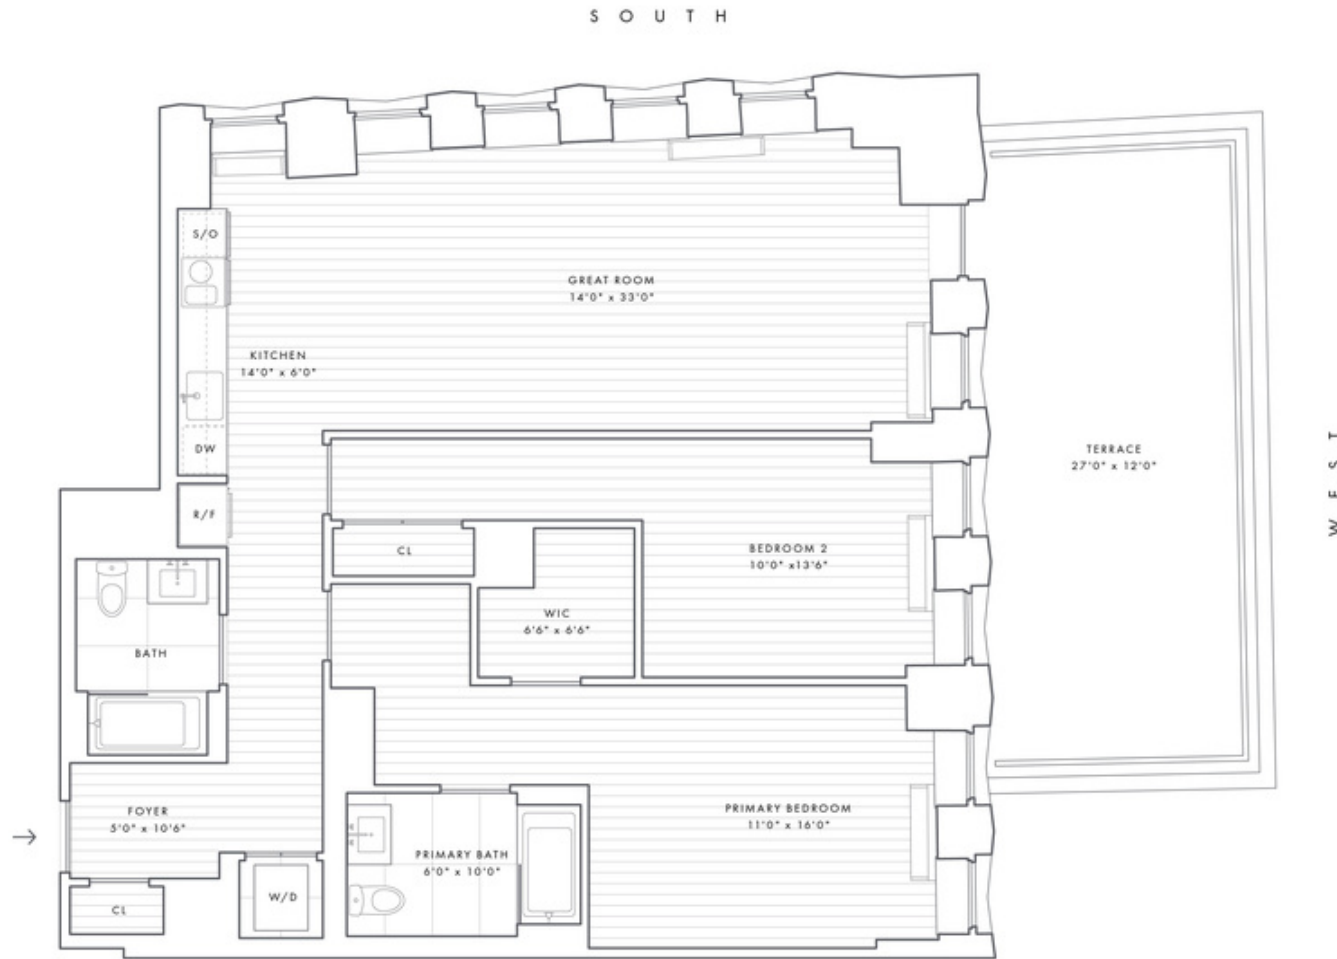 SOUTH
S/O
GREAT ROOM
14'0" x 33'0"
KITCHEN
14'0" x 6'0"
DW
TERRACE
27'0" x 12'0"
WEST
R/F
CL
BEDROOM 2
10'0" x13'6"
WIC
6'6" x 6'6"
BATH
FOYER
5'0" x 10'6"
PRIMARY BEDROOM
11'0" x 16'0"
PRIMARY BATH
6'0" x 10'0"
W/D
CL